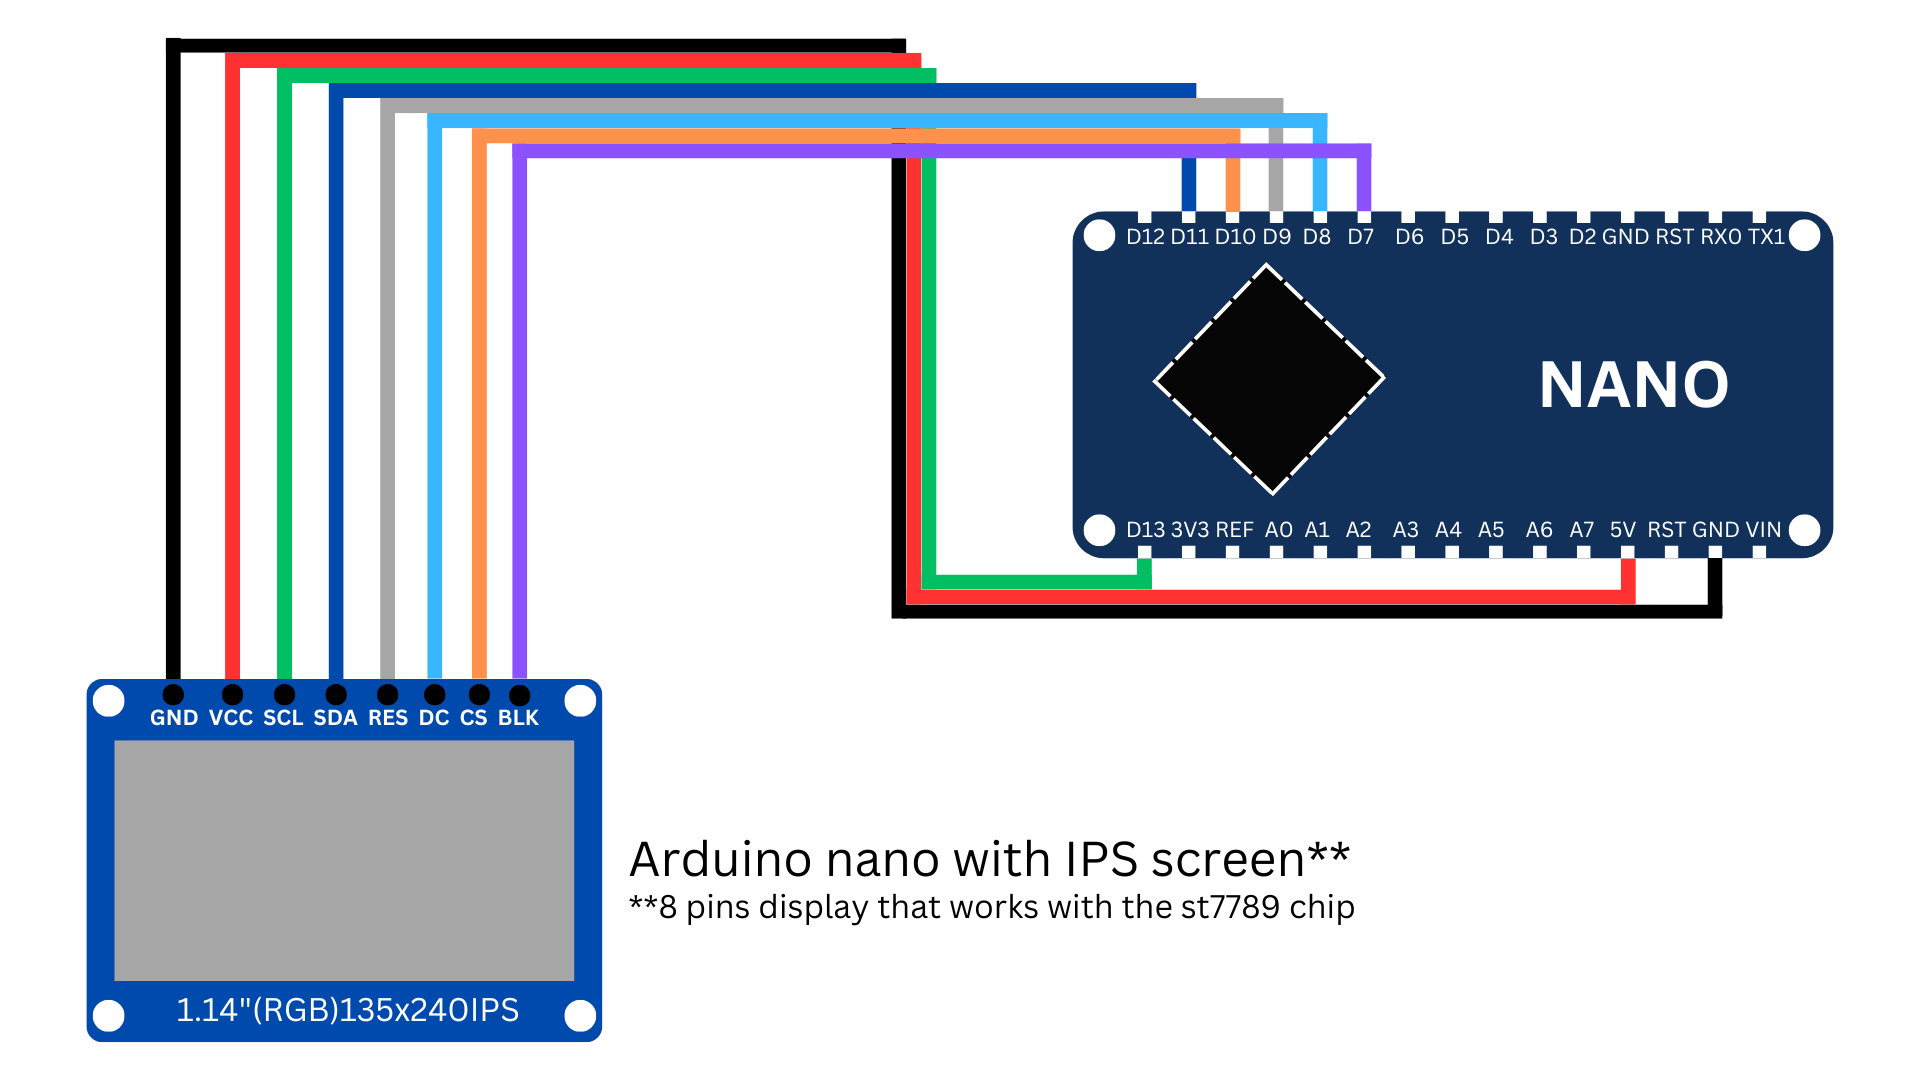 D12 D11 D10 D9 D8 D7 D6 D5 D4 D3 D2 GND RST RX0 TX1
NANO
D13 3V3 REF A0 A1 A2 A3 A4 A5 A6 A7 5V RST GND VIN
GND VCC SCL SDA RES DC CS BLK
1.14"(RGB)135x240IPS
Arduino nano with IPS screen**
**8 pins display that works with the st7789 chip